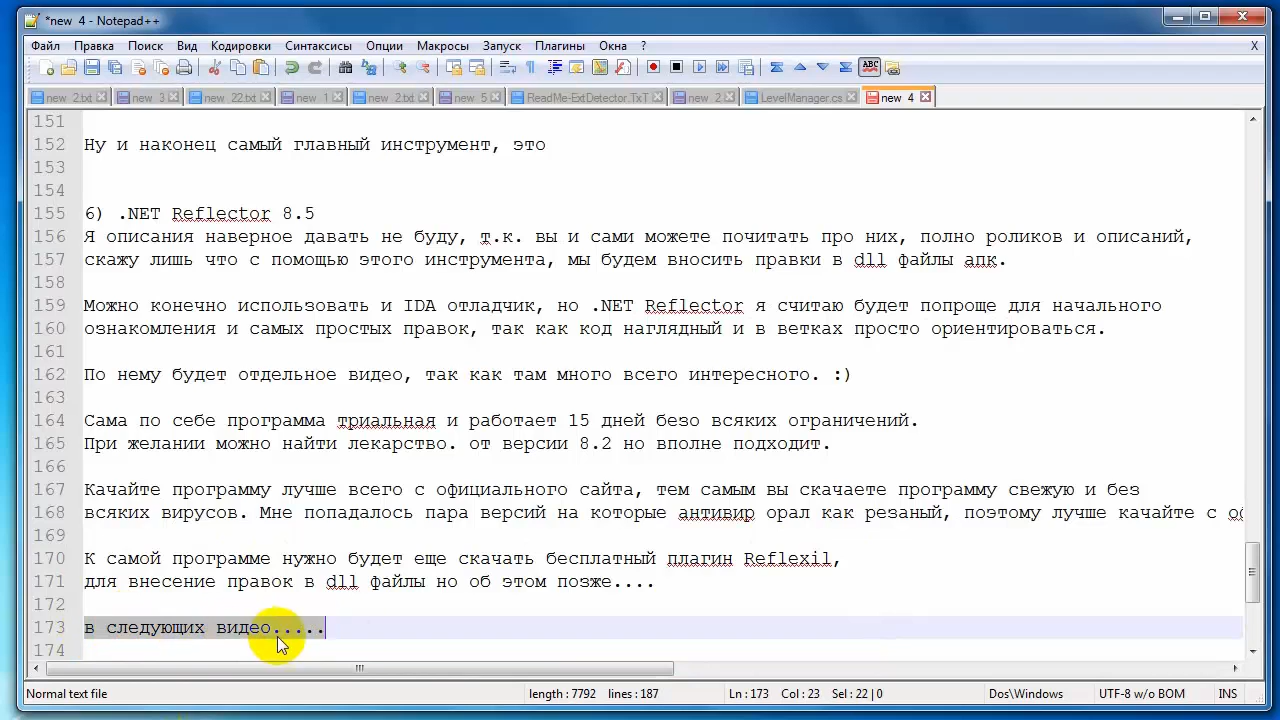 *new 4 - Notepad++
Файл Правка Поиск Вид Кодировки Синтаксисы Опции Макросы Запуск Плагины Окна ? X
new 2.txt new 3 new 22.txt new 1 new 2.txt new 5 ReadMe-ExtDetector.TxT new 2 LevelManager.cs new 4
151
152 Ну и наконец самый главный инструмент, это
153
154
155 6) .NET Reflector 8.5
156 Я описания наверное давать не буду, т.к. вы и сами можете почитать про них, полно роликов и описаний,
157 скажу лишь что с помощью этого инструмента, мы будем вносить правки в dll файлы апк.
158
159 Можно конечно использовать и IDA отладчик, но .NET Reflector я считаю будет попроще для начального
160 ознакомления и самых простых правок, так как код наглядный и в ветках просто ориентироваться.
161
162 По нему будет отдельное видео, так как там много всего интересного. :)
163
164 Сама по себе программа триальная и работает 15 дней безо всяких ограничений.
165 При желании можно найти лекарство. от версии 8.2 но вполне подходит.
166
167 Качайте программу лучше всего с официального сайта, тем самым вы скачаете программу свежую и без
168 всяких вирусов. Мне попадалось пара версий на которые антивир орал как резаный, поэтому лучше качайте с
169
170 К самой программе нужно будет еще скачать бесплатный плагин Reflexil,
171 для внесение правок в dll файлы но об этом позже....
172
173 в следующих видео.....
174
Normal text file length : 7792 lines : 187 Ln : 173 Col : 23 Sel : 22 | 0 Dos\Windows UTF-8 w/o BOM INS